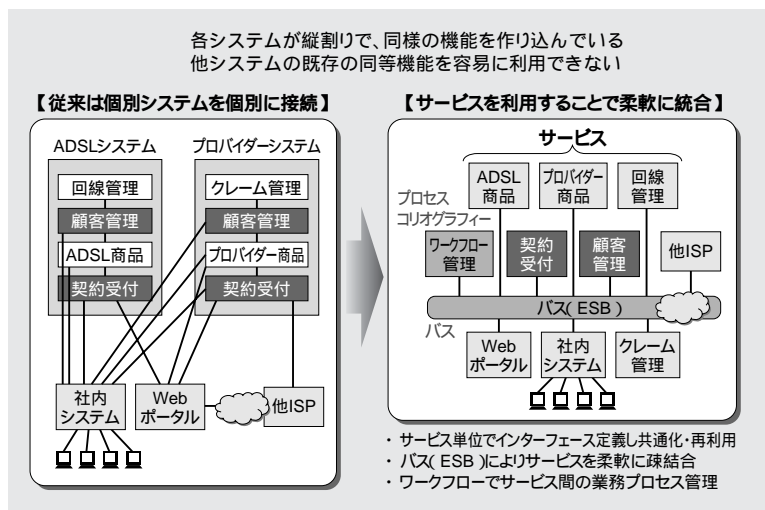 各システムが縦割りで、同様の機能を作り込んでいる
他システムの既存の同等機能を容易に利用できない
【従来は個別システムを個別に接続】
ADSLシステム
プロバイダーシステム
回線管理
顧客管理
ADSL商品
契約受付
クレーム管理
顧客管理
プロバイダー商品
契約受付
社内
システム
Web
ポータル
他ISP
【サービスを利用することで柔軟に統合】
サービス
ADSL
商品
プロバイダー
商品
回線
管理
プロセス
コリオグラフィー
ワークフロー
管理
契約
受付
顧客
管理
他ISP
バス(ESB)
バス
Web
ポータル
社内
システム
クレーム
管理
・ サービス単位でインターフェース定義し共通化・再利用
・ バス(ESB)によりサービスを柔軟に疎結合
・ ワークフローでサービス間の業務プロセス管理